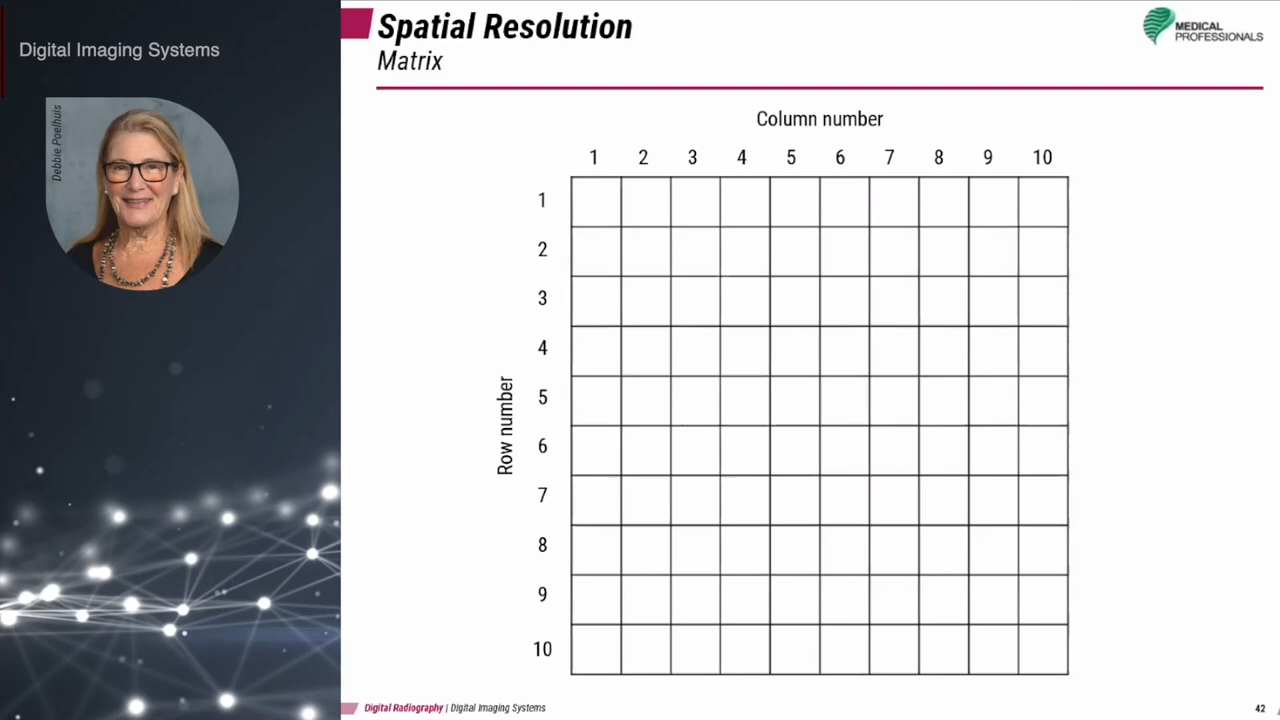 Digital Imaging Systems
Debbie Poelhuis
Spatial Resolution
Matrix
MEDICAL
PROFESSIONALS
Column number
1 2 3 4 5 6 7 8 9 10
Row number
1
2
3
4
5
6
7
8
9
10
Digital Radiography | Digital Imaging Systems
42